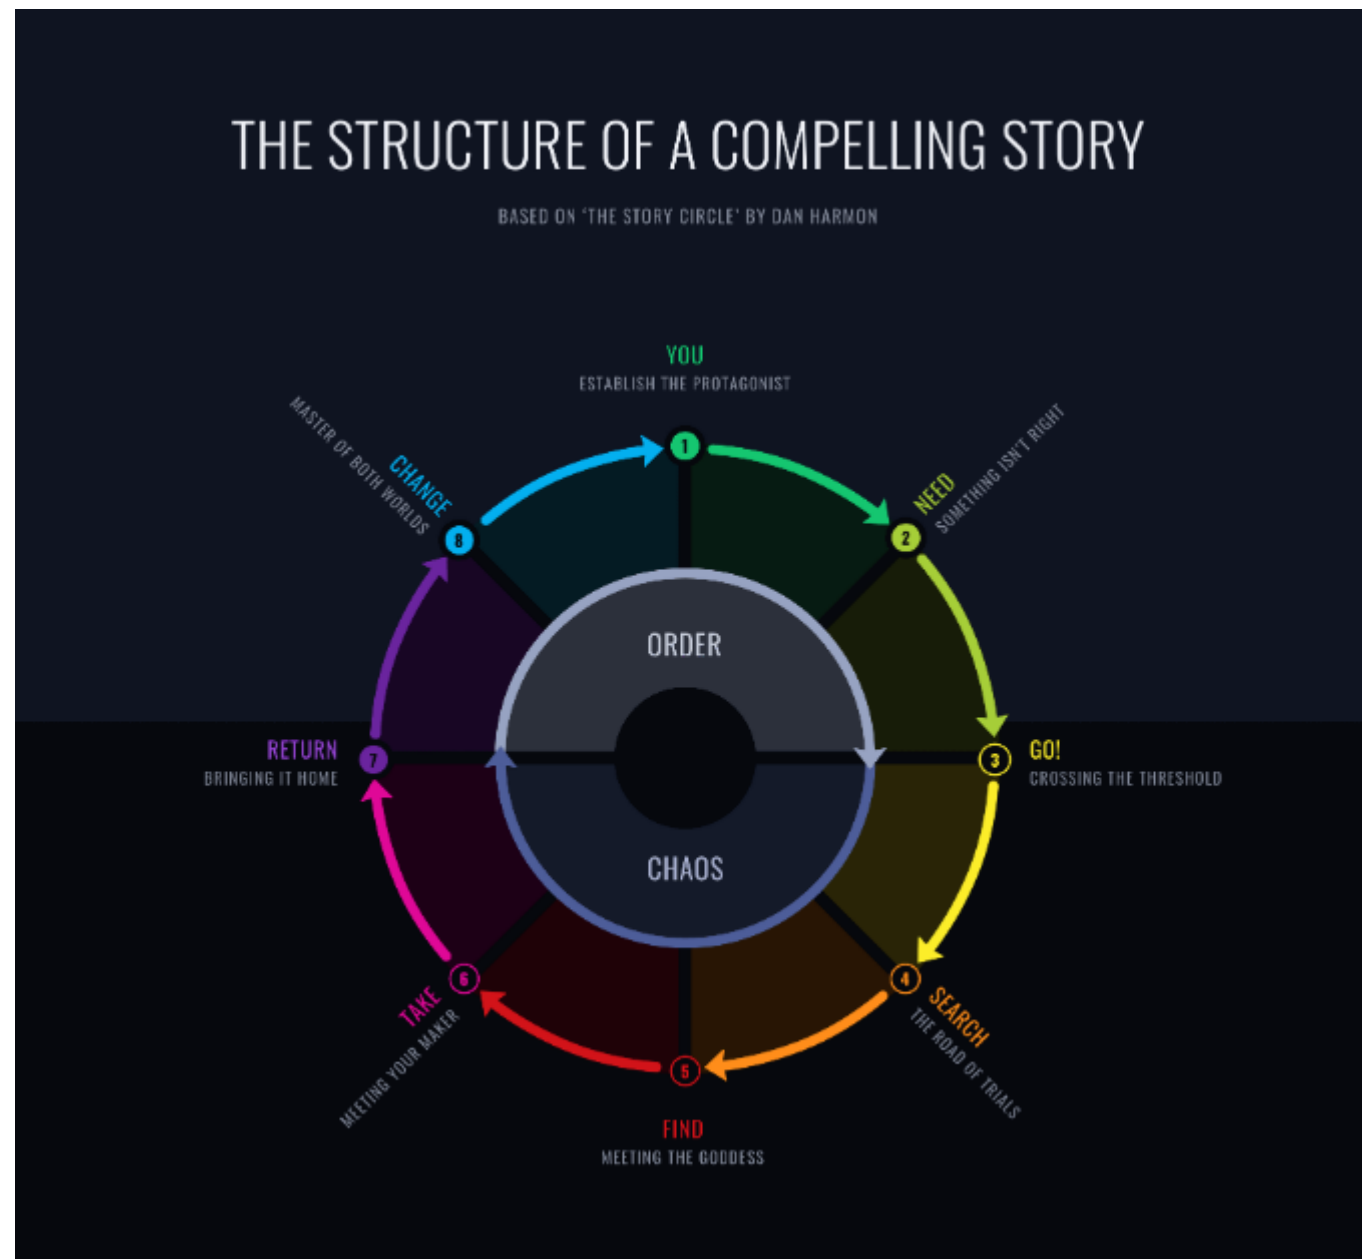 THE STRUCTURE OF A COMPELLING STORY
BASED ON 'THE STORY CIRCLE' BY DAN HARMON
YOU
ESTABLISH THE PROTAGONIST
1
NEED
SOMETHING ISN'T RIGHT
2
GO!
CROSSING THE THRESHOLD
3
SEARCH
THE ROAD OF TRIALS
4
FIND
MEETING THE GODDESS
5
TAKE
MEETING YOUR MAKER
6
RETURN
BRINGING IT HOME
7
CHANGE
MASTER OF BOTH WORLDS
8
ORDER
CHAOS